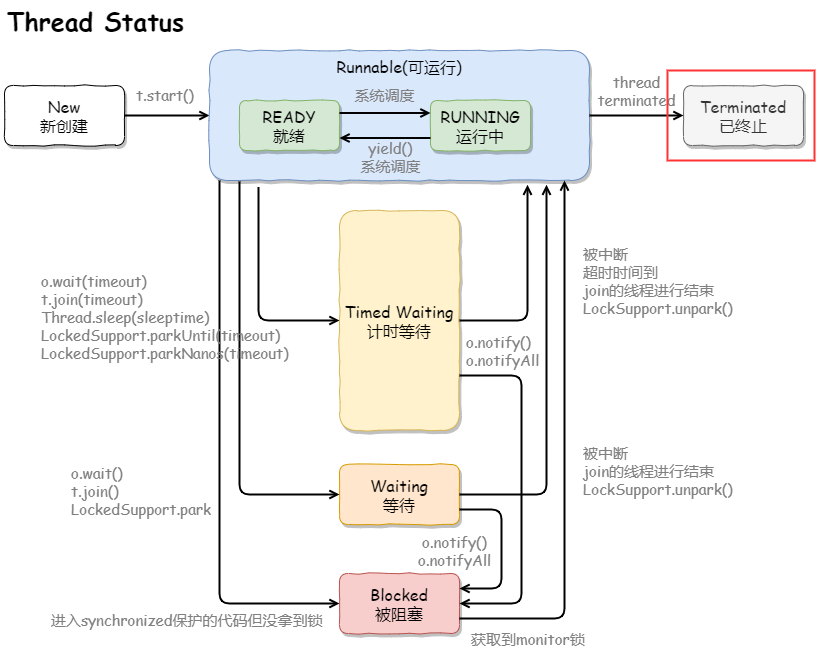 Thread Status
Runnable(可运行)
New
新创建
t.start()
READY
就绪
系统调度
RUNNING
运行中
yield()
系统调度
thread
terminated
Terminated
已终止
o.wait(timeout)
t.join(timeout)
Thread.sleep(sleeptime)
LockedSupport.parkUntil(timeout)
LockedSupport.parkNanos(timeout)
Timed Waiting
计时等待
被中断
超时时间到
join的线程进行结束
LockSupport.unpark()
o.notify()
o.notifyAll
o.wait()
t.join()
LockedSupport.park
Waiting
等待
被中断
join的线程进行结束
LockSupport.unpark()
o.notify()
o.notifyAll
Blocked
被阻塞
进入synchronized保护的代码但没拿到锁
获取到monitor锁